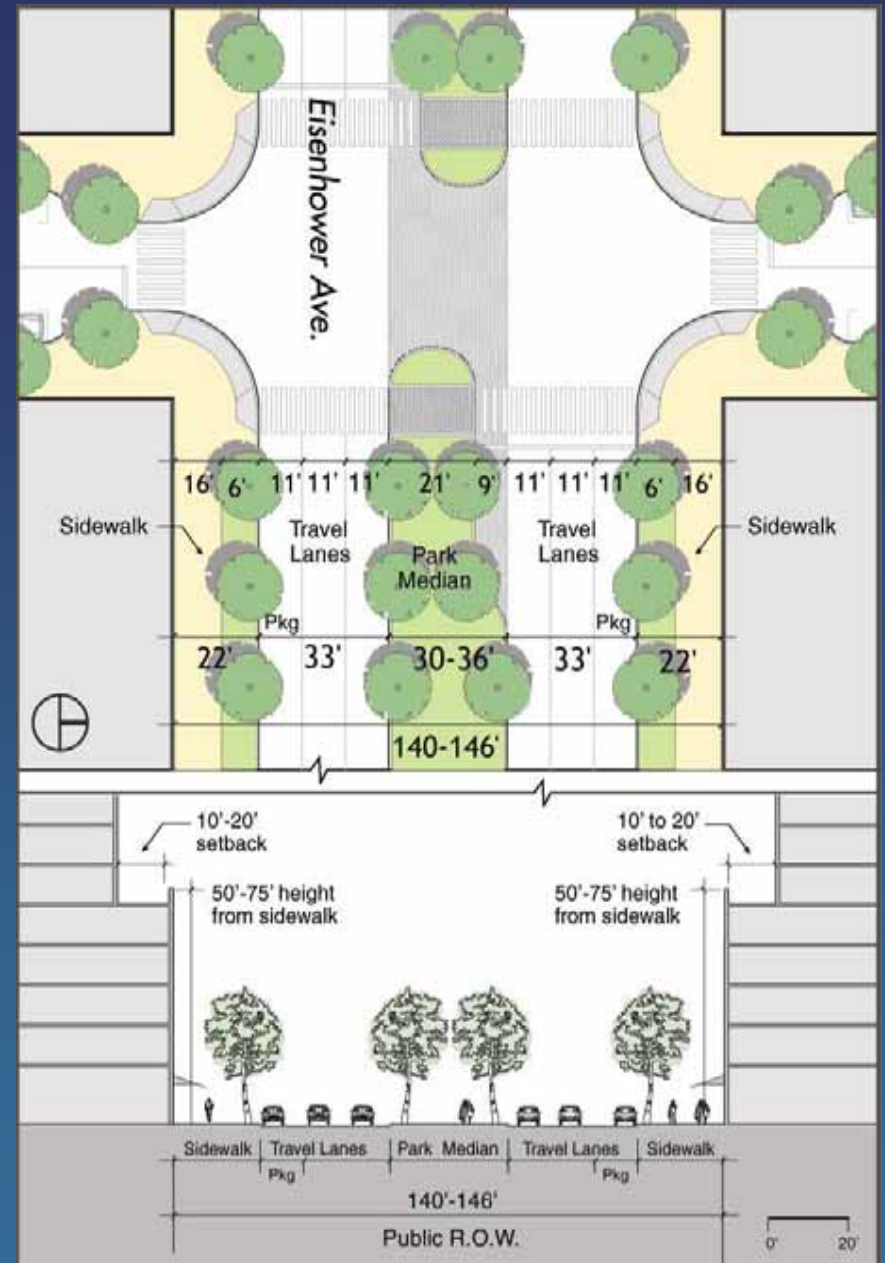 Eisenhower Ave.
16' 6' 11' 11' 11' 21' 9' 11' 11' 11' 6' 16'
Sidewalk
Travel
Lanes
Park
Median
Travel
Lanes
Sidewalk
Pkg
Pkg
22' 33' 30-36' 33' 22'
140-146'
10'-20'
setback
10' to 20'
setback
50'-75' height
from sidewalk
50'-75' height
from sidewalk
Sidewalk Travel Lanes Park Median Travel Lanes Sidewalk
Pkg Pkg
140'-146'
Public R.O.W.
0' 20'